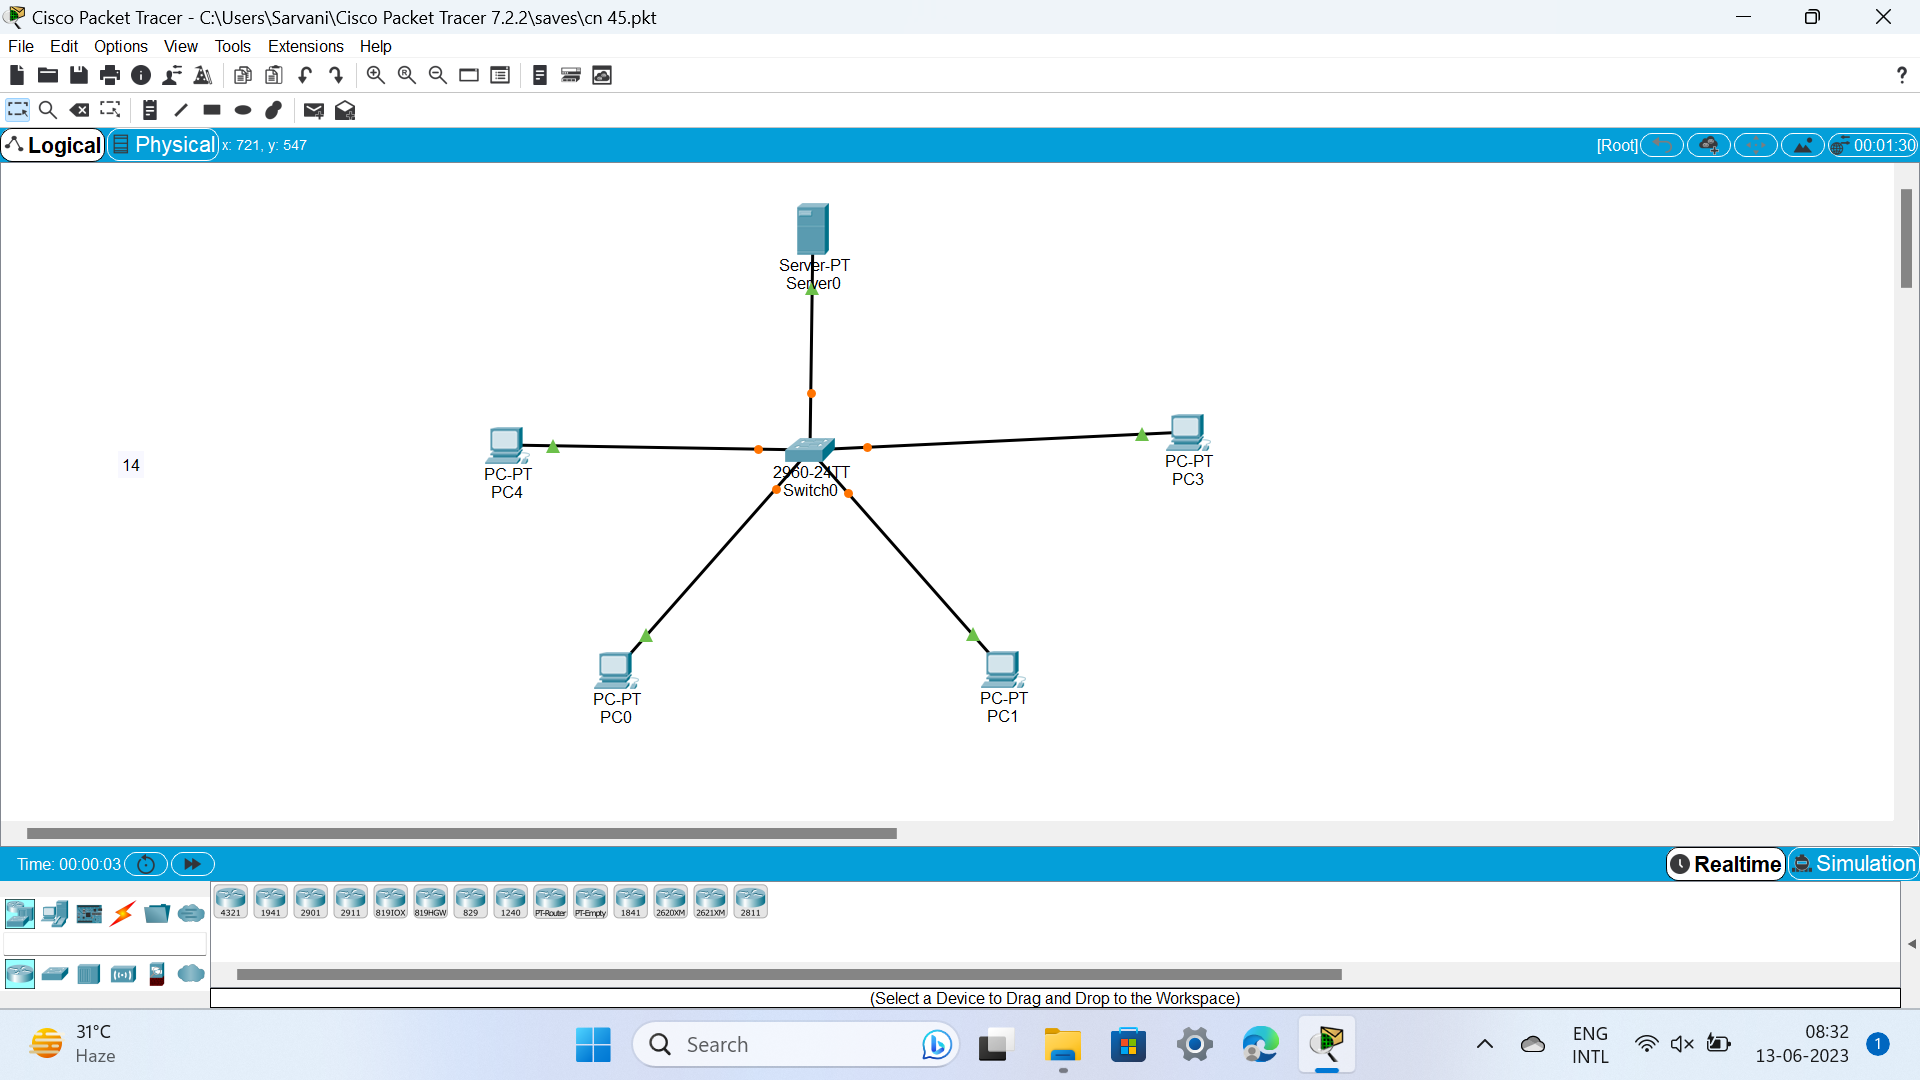 Cisco Packet Tracer - C:\Users\Sarvani\Cisco Packet Tracer 7.2.2\saves\cn 45.pkt
File Edit Options View Tools Extensions Help
?
Logical Physical x: 721, y: 547 [Root] 00:01:30
Server-PT
Server0
14
PC-PT
PC4
2960-24TT
Switch0
PC-PT
PC3
PC-PT
PC0
PC-PT
PC1
Time: 00:00:03 Realtime Simulation
4321 1941 2901 2911 819IOX 819HGW 829 1240 PT-Router PT-Empty 1841 2620XM 2621XM 2811
(Select a Device to Drag and Drop to the Workspace)
31°C
Haze
Search
ENG
INTL
08:32
13-06-2023
1